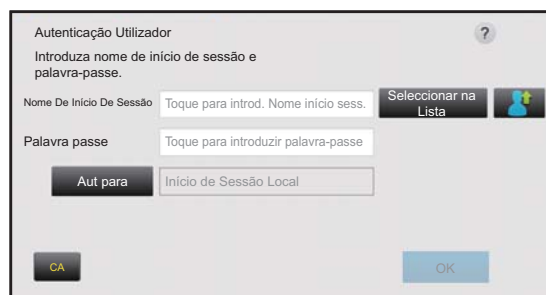 Autenticação Utilizador
?
Introduza nome de início de sessão e
palavra-passe.
Nome De Início De Sessão
Toque para introd. Nome início sess.
Seleccionar na
Lista
Palavra passe
Toque para introduzir palavra-passe
Aut para
Início de Sessão Local
CA
OK